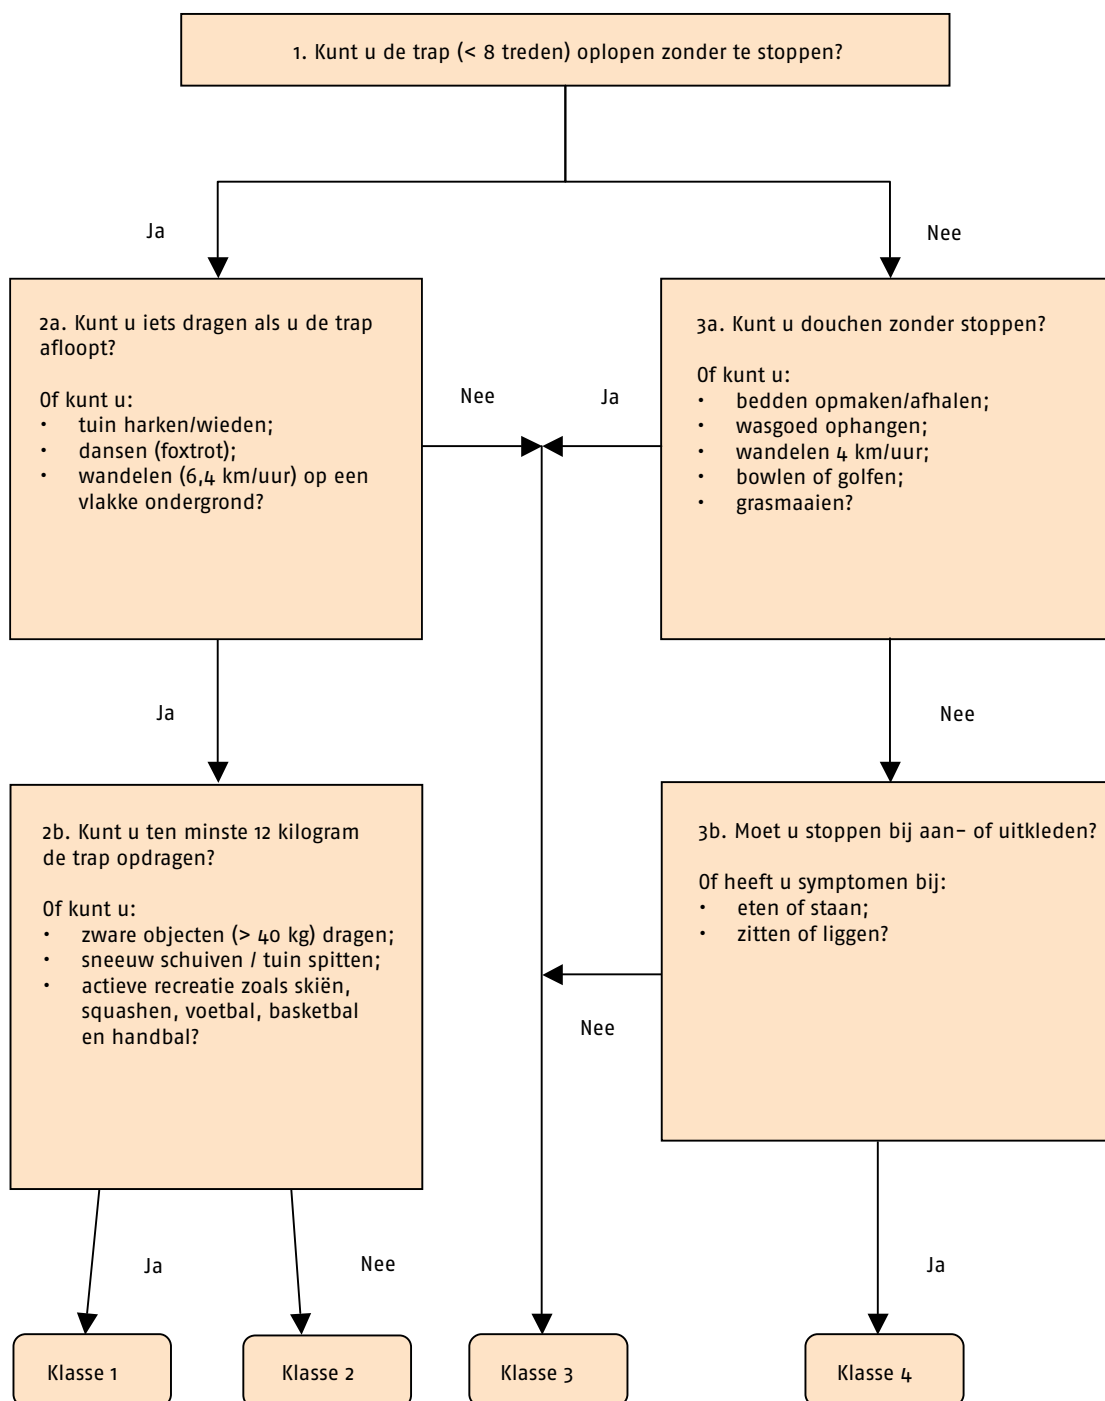 1. Kunt u de trap (< 8 treden) oplopen zonder te stoppen?
Ja
Nee
2a. Kunt u iets dragen als u de trap
afloopt?
Of kunt u:
• tuin harken/wieden;
• dansen (foxtrot);
• wandelen (6,4 km/uur) op een
vlakke ondergrond?
Nee
Ja
3a. Kunt u douchen zonder stoppen?
Of kunt u:
• bedden opmaken/afhalen;
• wasgoed ophangen;
• wandelen 4 km/uur;
• bowlen of golfen;
• grasmaaien?
Ja
Nee
2b. Kunt u ten minste 12 kilogram
de trap opdragen?
Of kunt u:
• zware objecten (> 40 kg) dragen;
• sneeuw schuiven / tuin spitten;
• actieve recreatie zoals skiën,
squashen, voetbal, basketbal
en handbal?
3b. Moet u stoppen bij aan- of uitkleden?
Of heeft u symptomen bij:
• eten of staan;
• zitten of liggen?
Nee
Ja
Nee
Ja
Klasse 1
Klasse 2
Klasse 3
Klasse 4